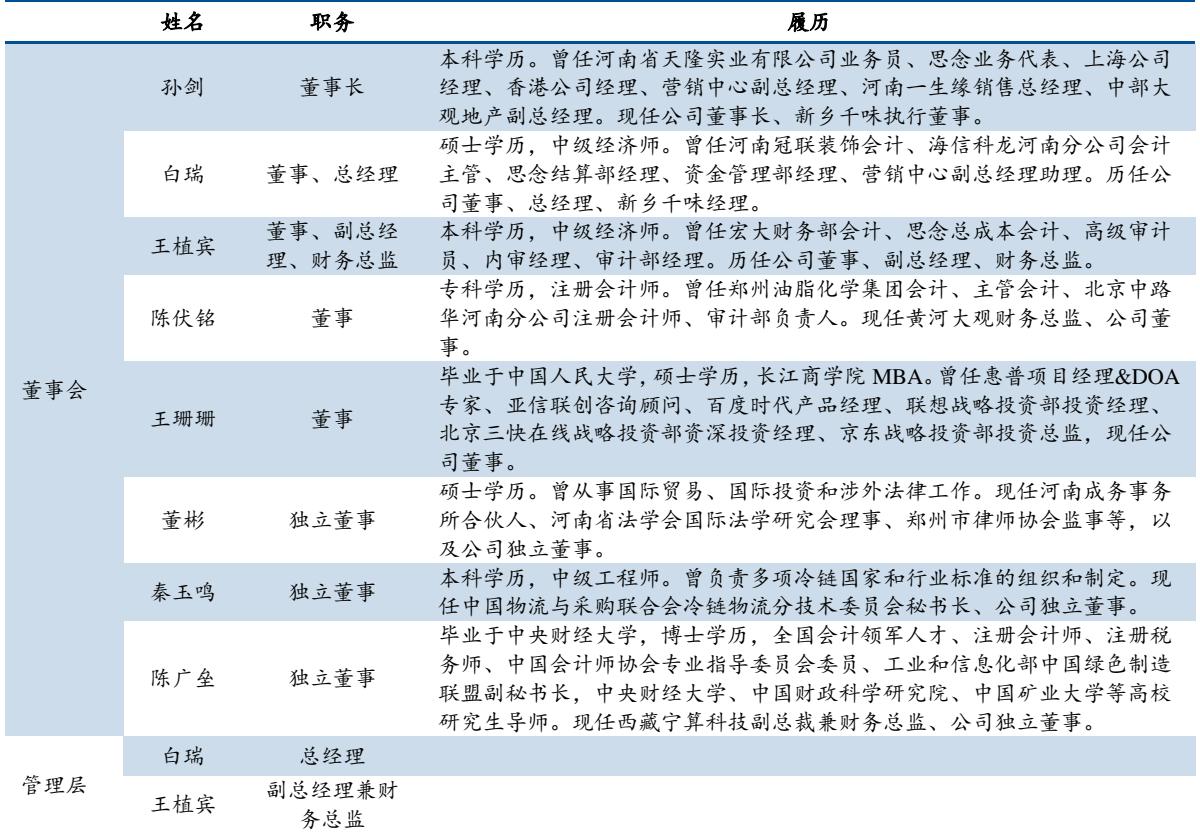 姓名 职务 履历
本科学历。曾任河南省天隆实业有限公司业务员、思念业务代表、上海公司
孙剑 董事长 经理、香港公司经理、营销中心副总经理、河南一生缘销售总经理、中部大
观地产副总经理。现任公司董事长、新乡千味执行董事。
硕士学历，中级经济师。曾任河南冠联装饰会计、海信科龙河南分公司会计
白瑞 董事、总经理 主管、思念结算部经理、资金管理部经理、营销中心副总经理助理。历任公
司董事、总经理、新乡千味经理。
董事、副总经 本科学历，中级经济师。曾任宏大财务部会计、思念总成本会计、高级审计
王植宾 理、财务总监 员、内审经理、审计部经理。历任公司董事、副总经理、财务总监。
专科学历，注册会计师。曾任郑州油脂化学集团会计、主管会计、北京中路
陈伏铭 董事 华河南分公司注册会计师、审计部负责人。现任黄河大观财务总监、公司董
事。
董事会
毕业于中国人民大学，硕士学历，长江商学院 MBA。曾任惠普项目经理&DOA
王珊珊 董事 专家、亚信联创咨询顾问、百度时代产品经理、联想战略投资部投资经理、
北京三快在线战略投资部资深投资经理、京东战略投资部投资总监，现任公
司董事。
硕士学历。曾从事国际贸易、国际投资和涉外法律工作。现任河南成务事务
董彬 独立董事 所合伙人、河南省法学会国际法学研究会理事、郑州市律师协会监事等，以
及公司独立董事。
本科学历，中级工程师。曾负责多项冷链国家和行业标准的组织和制定。现
秦玉鸣 独立董事 任中国物流与采购联合会冷链物流分技术委员会秘书长、公司独立董事。
毕业于中央财经大学，博士学历，全国会计领军人才、注册会计师、注册税
务师、中国会计师协会专业指导委员会委员、工业和信息化部中国绿色制造
陈广垒 独立董事 联盟副秘书长，中央财经大学、中国财政科学研究院、中国矿业大学等高校
研究生导师。现任西藏宁算科技副总裁兼财务总监、公司独立董事。
白瑞 总经理
管理层
王植宾 副总经理兼财
务总监